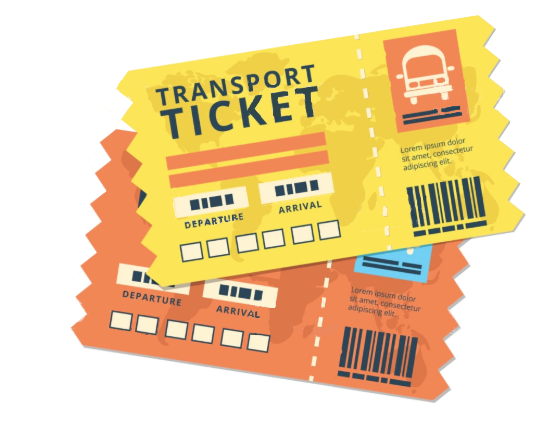 TRANSPORT
TICKET
DEPARTURE
ARRIVAL
Lorem ipsum dolor
sit amet, consectetur
adipiscing elit.
DEPARTURE
ARRIVAL
Lorem ipsum dolor
sit amet, consectetur
adipiscing elit.